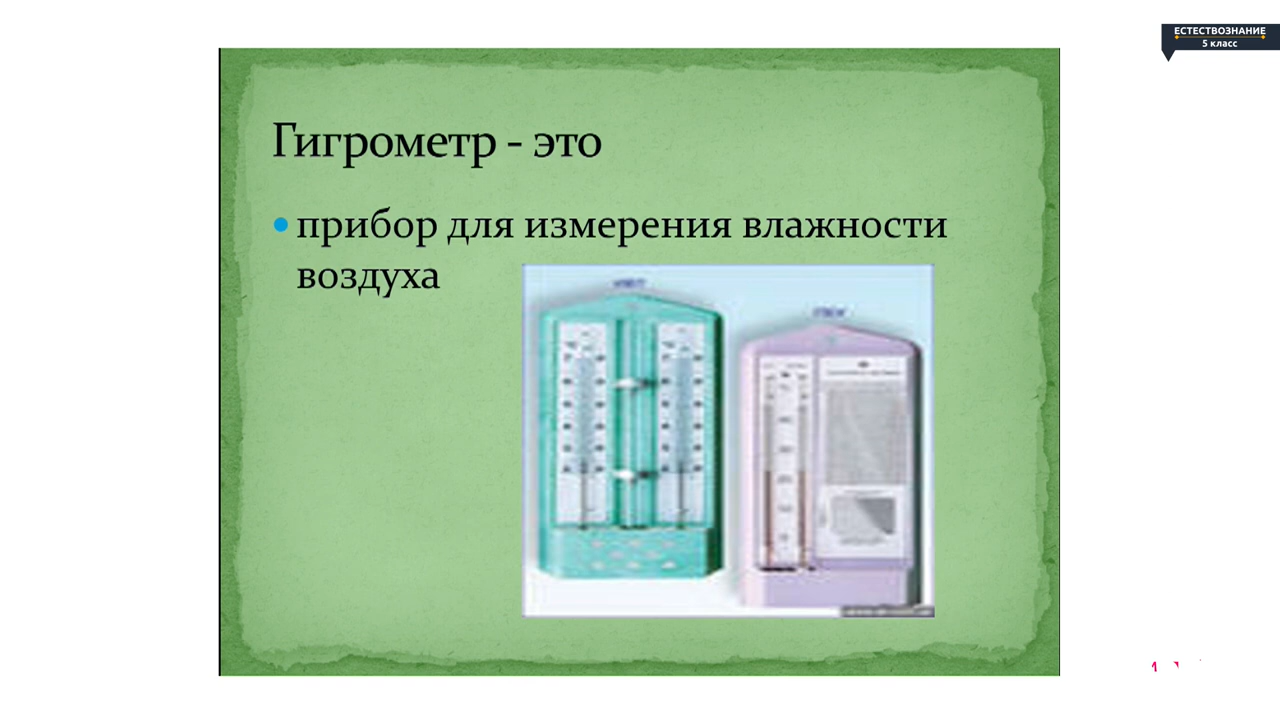 ЕСТЕСТВОЗНАНИЕ
5 класс
Гигрометр - это
прибор для измерения влажности
воздуха